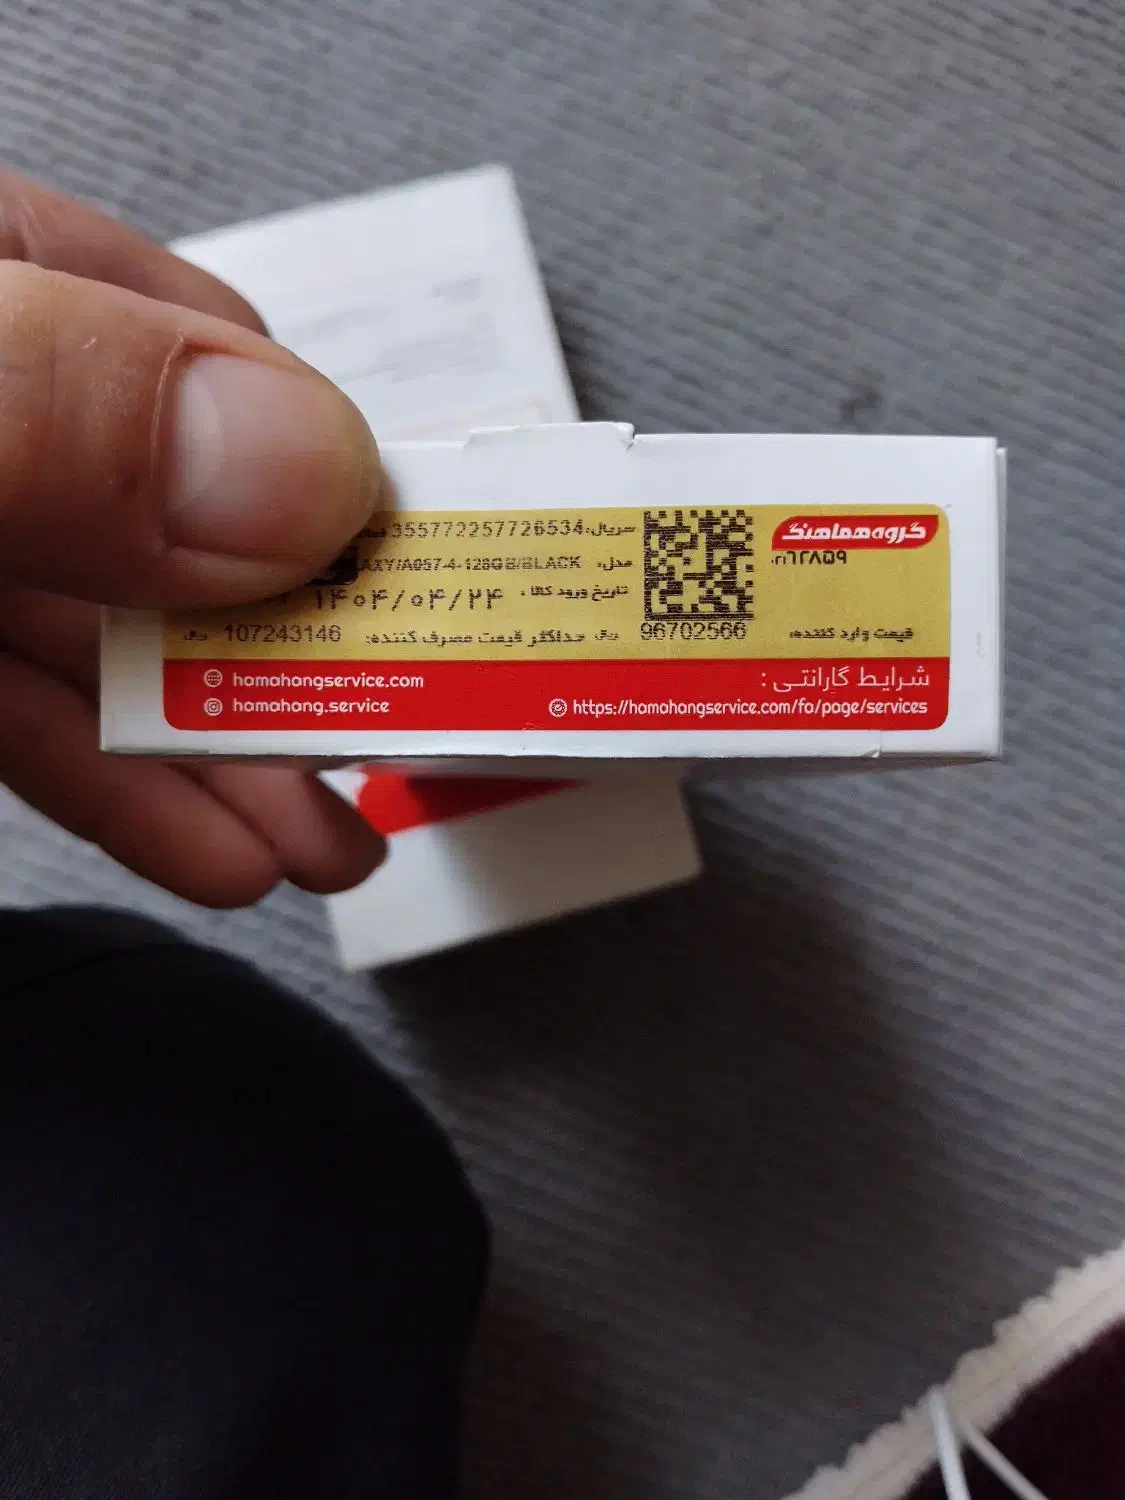 گروه هماهنگ
۰۲۱۶۲۸۵۹
سریال: 355772257726534
مدل: AXY/A057-4-128GB/BLACK
تاریخ ورود کالا: ۱۴۰۴/۰۴/۲۴
قیمت وارد کننده: 96702566 ریال حداکثر قیمت مصرف کننده: 107243146 ریال
شرایط گارانتی :
https://hamahangservice.com/fa/page/services
hamahangservice.com
hamahang.service